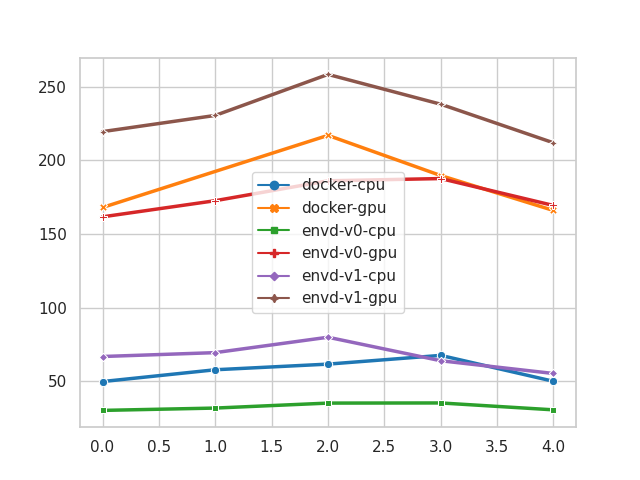 250
200
150
100
50
docker-cpu
docker-gpu
envd-v0-cpu
envd-v0-gpu
envd-v1-cpu
envd-v1-gpu
0.0 0.5 1.0 1.5 2.0 2.5 3.0 3.5 4.0